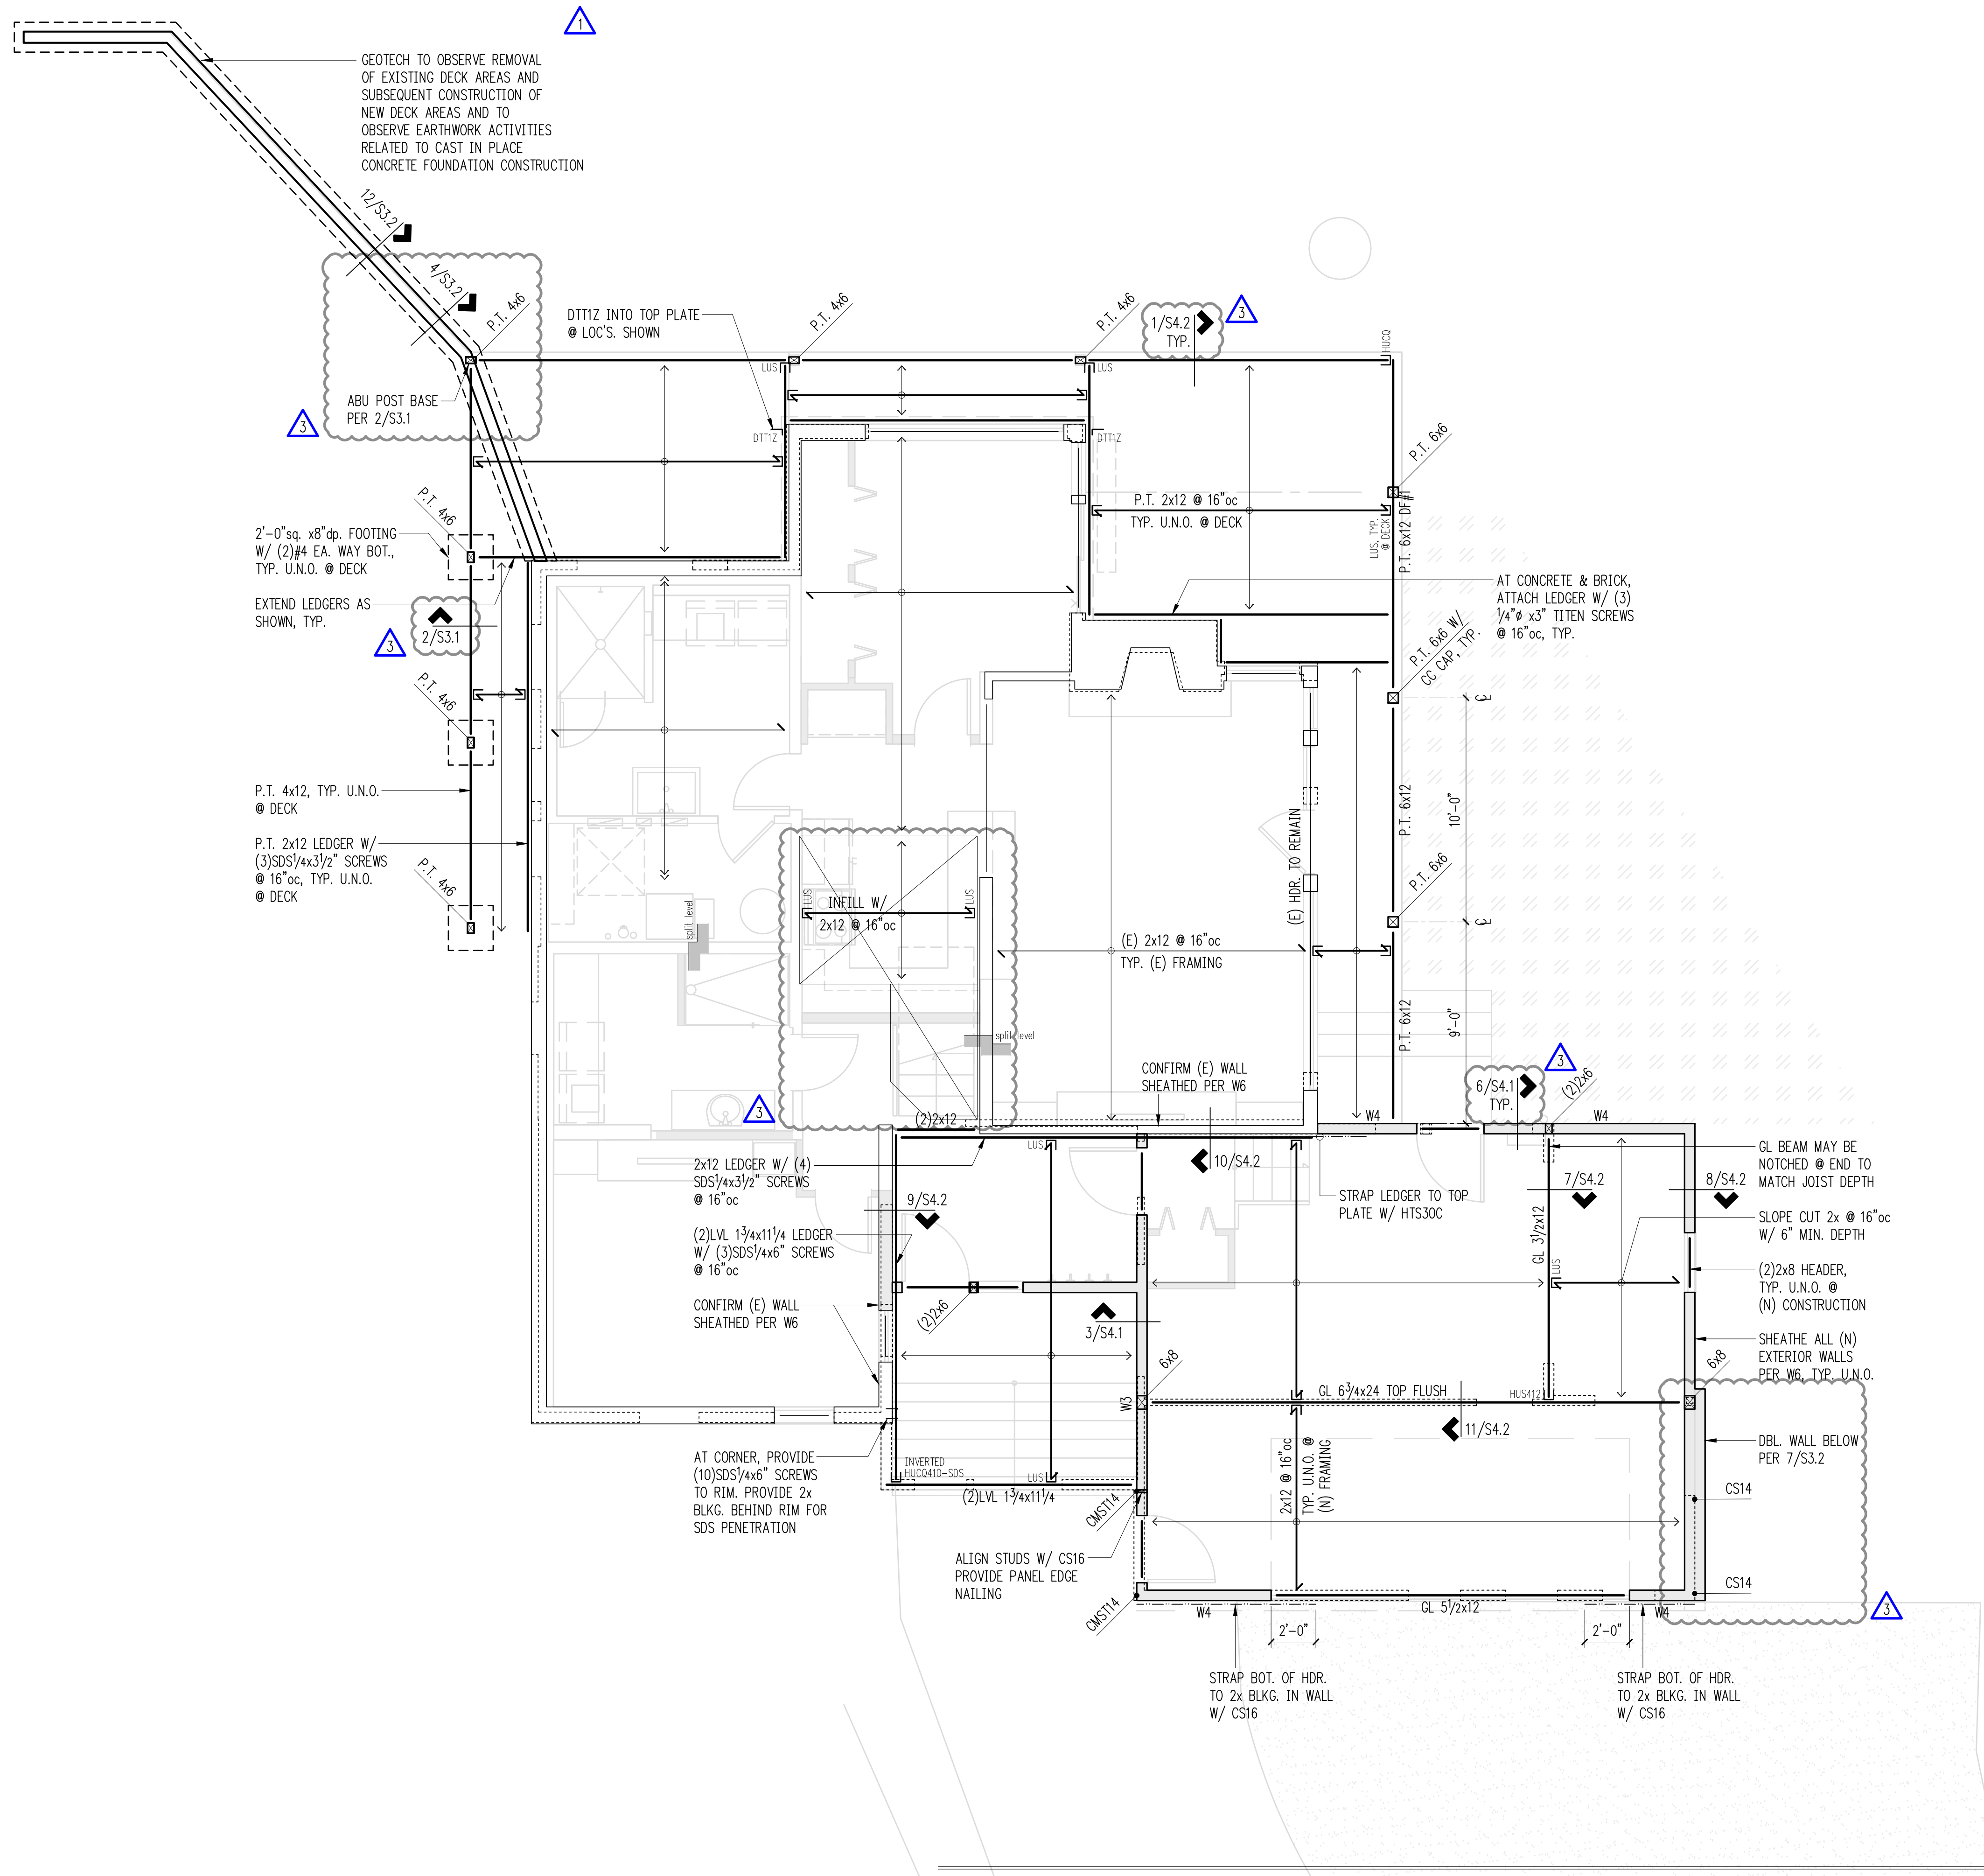 1
GEOTECH TO OBSERVE REMOVAL
OF EXISTING DECK AREAS AND
SUBSEQUENT CONSTRUCTION OF
NEW DECK AREAS AND TO
OBSERVE EARTHWORK ACTIVITIES
RELATED TO CAST IN PLACE
CONCRETE FOUNDATION CONSTRUCTION
12/S3.2
4/S3.2
P.T. 4x6
DTT1Z INTO TOP PLATE
@ LOC'S. SHOWN
P.T. 4x6
P.T. 4x6
1/S4.2
TYP.
3
HUCQ
LUS
LUS
ABU POST BASE
PER 2/S3.1
3
DTT1Z
DTT1Z
P.T. 6x6
P.T. 4x6
P.T. 2x12 @ 16"oc
TYP. U.N.O. @ DECK
LUS, TYP.
@ DECK
P.T. 6x12 DF#1
2'-0"sq. x8"dp. FOOTING
W/ (2)#4 EA. WAY BOT.,
TYP. U.N.O. @ DECK
EXTEND LEDGERS AS
SHOWN, TYP.
2/S3.1
3
AT CONCRETE & BRICK,
ATTACH LEDGER W/ (3)
1/4"Ø x3" TITEN SCREWS
@ 16"oc, TYP.
P.T. 6x6 W/
CC CAP, TYP.
P.T. 4x6
P.T. 4x12, TYP. U.N.O.
@ DECK
P.T. 2x12 LEDGER W/
(3)SDS1/4x31/2" SCREWS
@ 16"oc, TYP. U.N.O.
@ DECK
P.T. 4x6
P.T. 6x12
10'-0"
P.T. 6x6
(E) HDR. TO REMAIN
LUS
LUS
INFILL W/
2x12 @ 16"oc
split level
(E) 2x12 @ 16"oc
TYP. (E) FRAMING
P.T. 6x12
9'-0"
split level
CONFIRM (E) WALL
SHEATHED PER W6
3
(2)2x12
6/S4.1
TYP.
3
(2)2x6
W4
W4
LUS
2x12 LEDGER W/ (4)
SDS1/4x31/2" SCREWS
@ 16"oc
10/S4.2
GL BEAM MAY BE
NOTCHED @ END TO
MATCH JOIST DEPTH
9/S4.2
7/S4.2
8/S4.2
STRAP LEDGER TO TOP
PLATE W/ HTS30C
GL 31/2x12
SLOPE CUT 2x @ 16"oc
W/ 6" MIN. DEPTH
(2)LVL 13/4x111/4 LEDGER
W/ (3)SDS1/4x6" SCREWS
@ 16"oc
LUS
(2)2x8 HEADER,
TYP. U.N.O. @
(N) CONSTRUCTION
CONFIRM (E) WALL
SHEATHED PER W6
(2)2x6
3/S4.1
SHEATHE ALL (N)
EXTERIOR WALLS
PER W6, TYP. U.N.O.
6x8
6x8
W3
GL 63/4x24 TOP FLUSH
HUS412
11/S4.2
DBL. WALL BELOW
PER 7/S3.2
AT CORNER, PROVIDE
(10)SDS1/4x6" SCREWS
TO RIM. PROVIDE 2x
BLKG. BEHIND RIM FOR
SDS PENETRATION
INVERTED
HUCQ410-SDS
LUS
(2)LVL 13/4x111/4
2x12 @ 16"oc
TYP. U.N.O. @
(N) FRAMING
CS14
CMST14
ALIGN STUDS W/ CS16
PROVIDE PANEL EDGE
NAILING
CMST14
CS14
W4
GL 51/2x12
W4
3
2'-0"
2'-0"
STRAP BOT. OF HDR.
TO 2x BLKG. IN WALL
W/ CS16
STRAP BOT. OF HDR.
TO 2x BLKG. IN WALL
W/ CS16